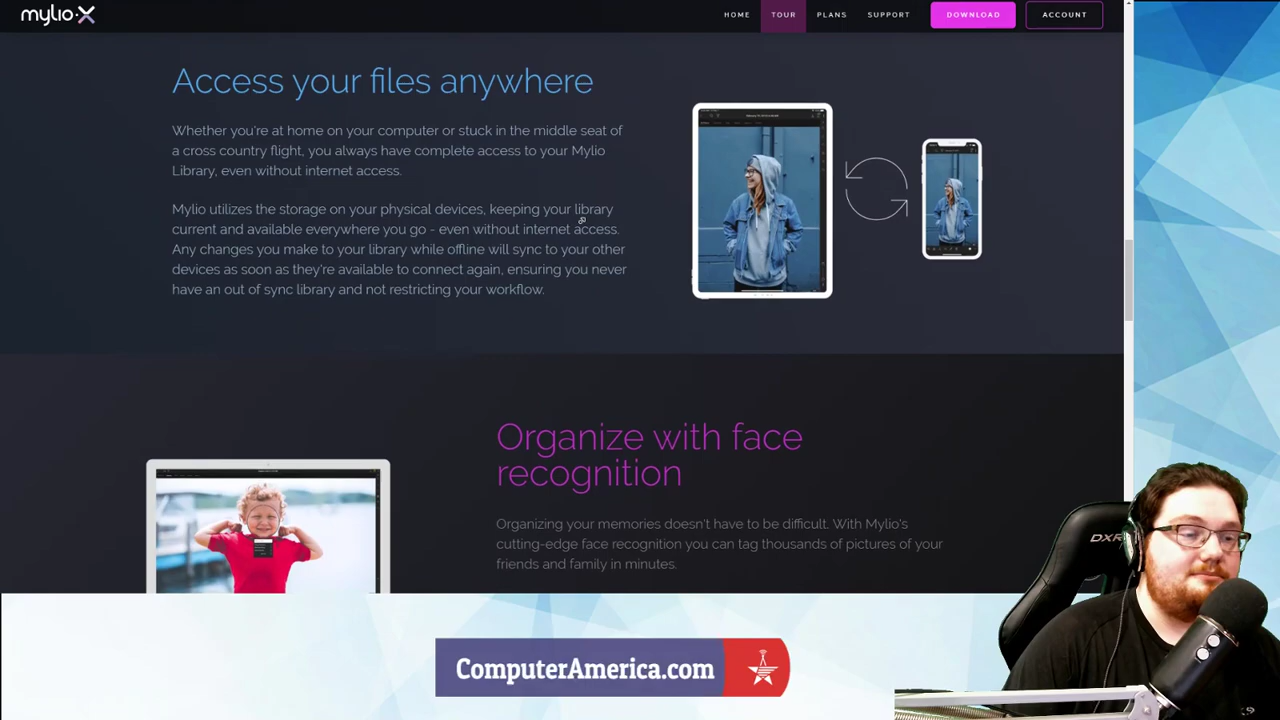 mylio·X
HOME TOUR PLANS SUPPORT DOWNLOAD ACCOUNT
Access your files anywhere
Whether you're at home on your computer or stuck in the middle seat of
a cross country flight, you always have complete access to your Mylio
Library, even without internet access.
Mylio utilizes the storage on your physical devices, keeping your library
current and available everywhere you go - even without internet access.
Any changes you make to your library while offline will sync to your other
devices as soon as they're available to connect again, ensuring you never
have an out of sync library and not restricting your workflow.
Organize with face
recognition
Organizing your memories doesn't have to be difficult. With Mylio's
cutting-edge face recognition you can tag thousands of pictures of your
friends and family in minutes.
DXR
ComputerAmerica.com